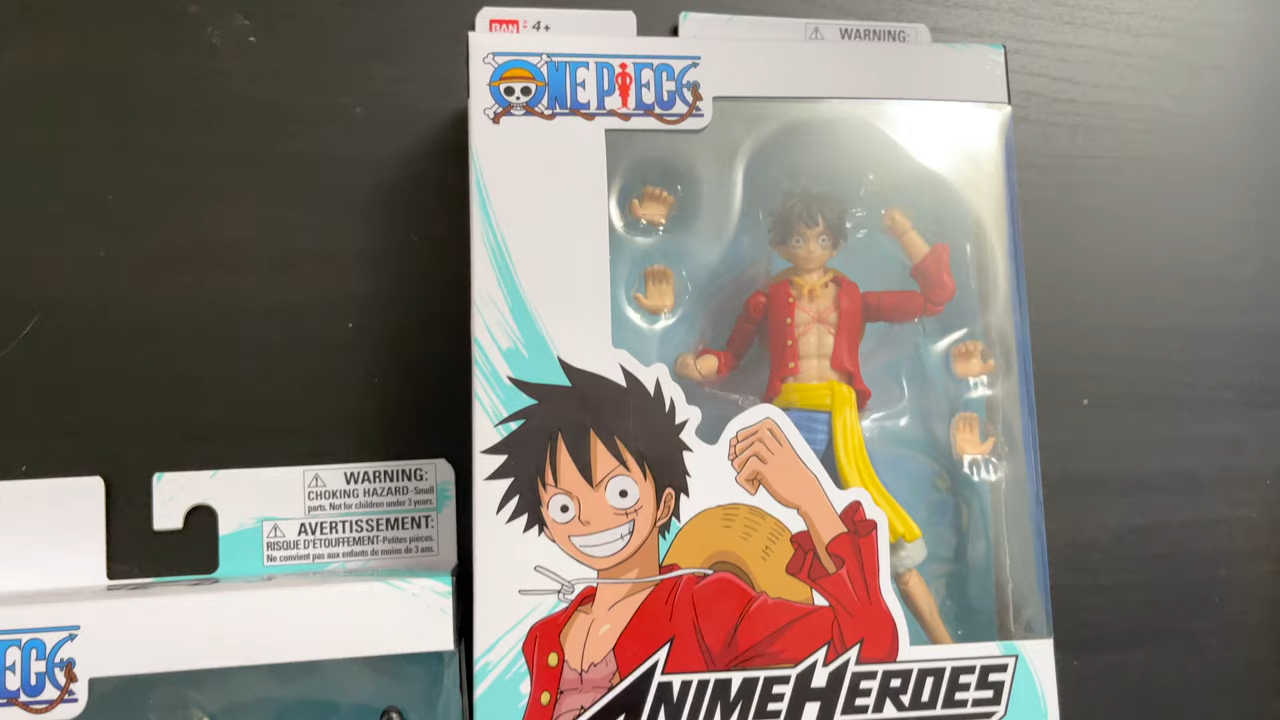 BAN
4+
WARNING:
ONE PIECE
WARNING:
CHOKING HAZARD-Small
parts. Not for children under 3 years.
AVERTISSEMENT:
RISQUE D'ÉTOUFFEMENT-Petites pièces.
Ne convient pas aux enfants de moins de 3 ans.
ECE
ANIME HEROES